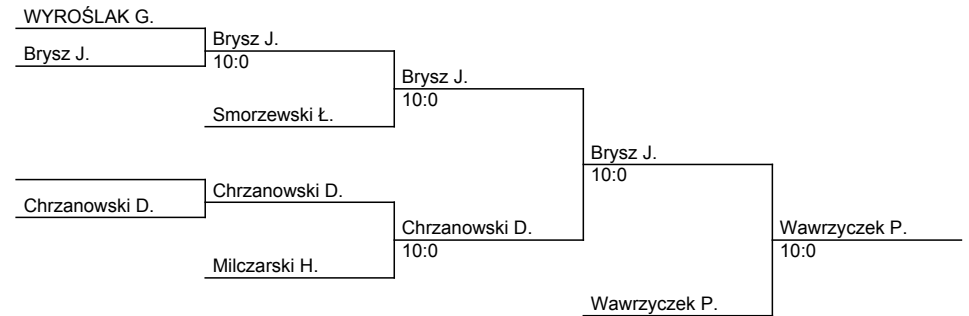 WYROŚLAK G.
Brysz J.
Brysz J.
10:0
Smorzewski Ł.
Brysz J.
10:0
Chrzanowski D.
Chrzanowski D.
Milczarski H.
Chrzanowski D.
10:0
Brysz J.
10:0
Wawrzyczek P.
Wawrzyczek P.
10:0